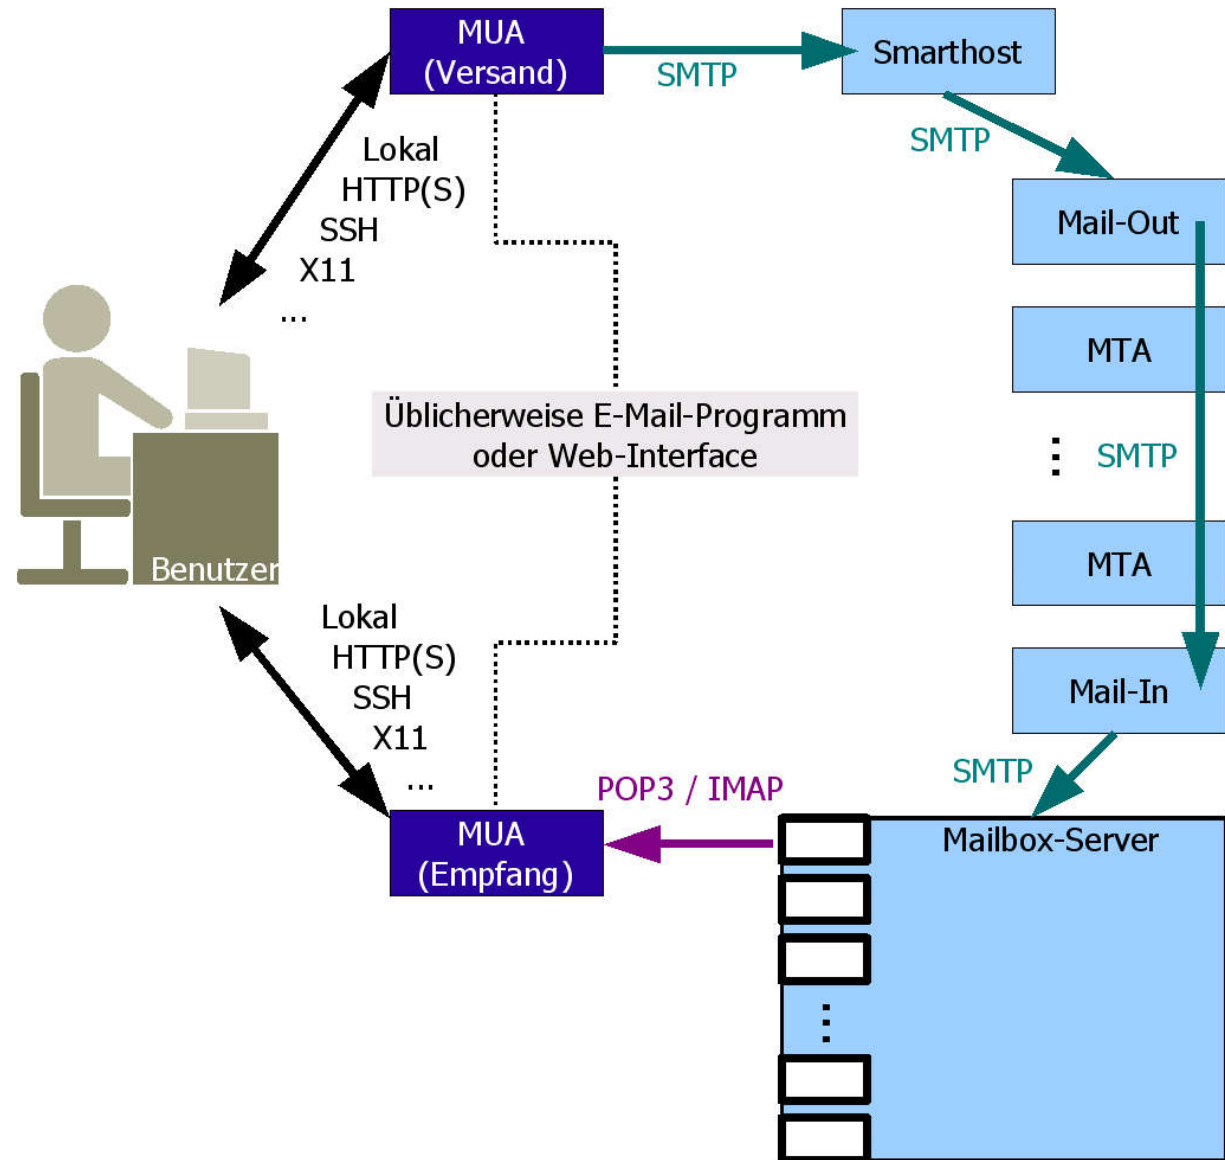 MUA
(Versand)
SMTP
Smarthost
SMTP
Mail-Out
Lokal
HTTP(S)
SSH
X11
...
MTA
Üblicherweise E-Mail-Programm
oder Web-Interface
SMTP
MTA
Benutzer
Mail-In
Lokal
HTTP(S)
SSH
X11
...
SMTP
POP3 / IMAP
MUA
(Empfang)
Mailbox-Server